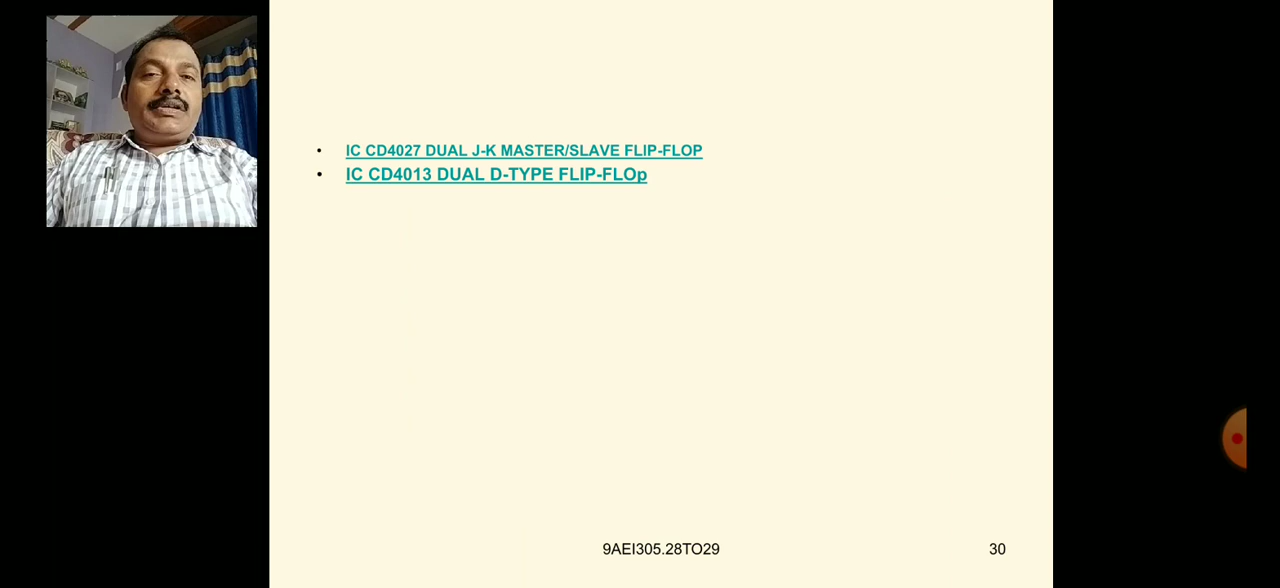 • IC CD4027 DUAL J-K MASTER/SLAVE FLIP-FLOP
• IC CD4013 DUAL D-TYPE FLIP-FLOp
9AEI305.28TO29 30